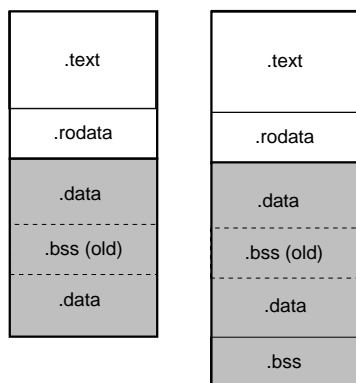 .text
.rodata
.data
.bss (old)
.data
.text
.rodata
.data
.bss (old)
.data
.bss